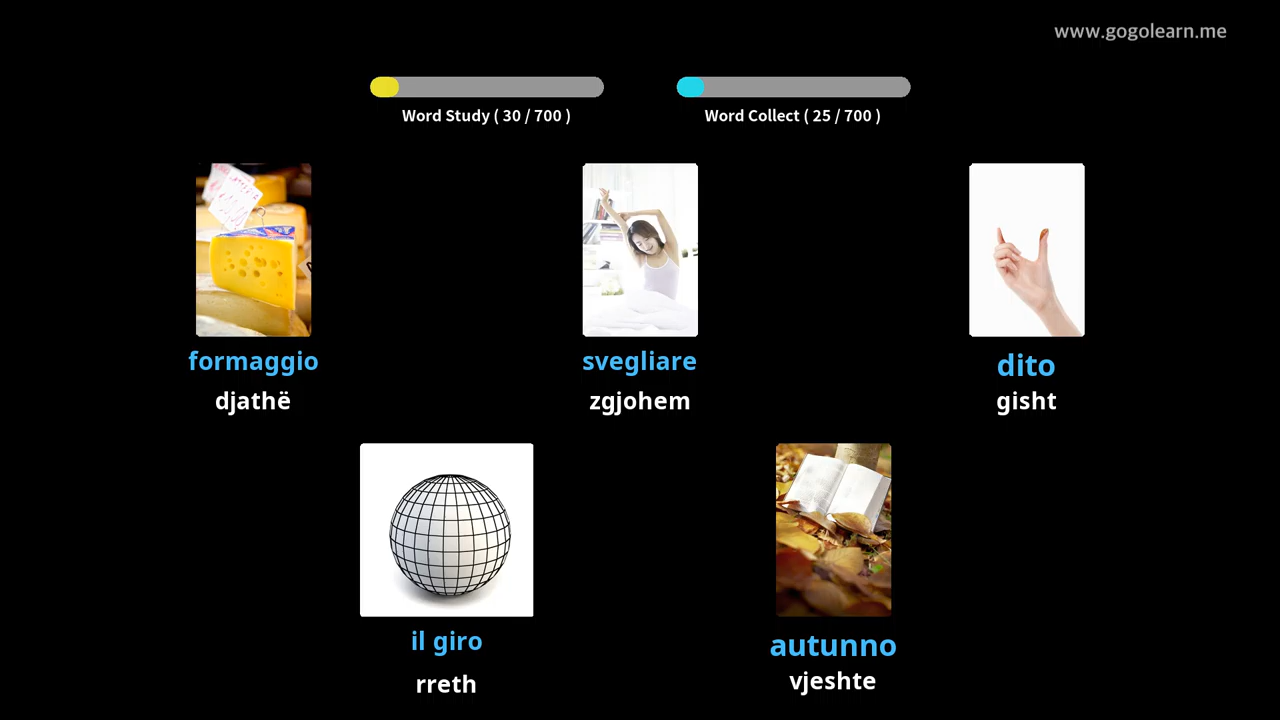 www.gogolearn.me
Word Study ( 30 / 700 )
Word Collect ( 25 / 700 )
formaggio
djathë
svegliare
zgjohem
dito
gisht
il giro
rreth
autunno
vjeshte